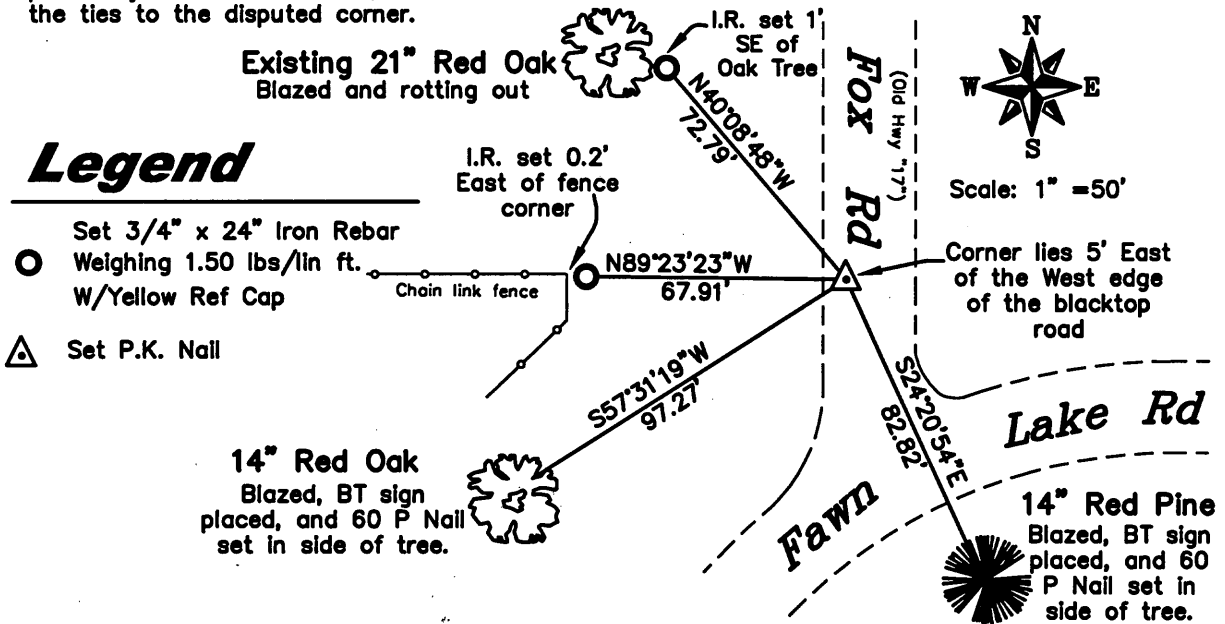 the ties to the disputed corner.
Existing 21" Red Oak
Blazed and rotting out
I.R. set 1'
SE of
Oak Tree
N40°08'48"W
72.79'
Fox Rd
(Old Hwy "17")
N
W E
S
Scale: 1" =50'
Legend
Set 3/4" x 24" Iron Rebar
Weighing 1.50 lbs/lin ft.
W/Yellow Ref Cap
Set P.K. Nail
I.R. set 0.2'
East of fence
corner
Chain link fence
N89°23'23"W
67.91'
Corner lies 5' East
of the West edge
of the blacktop
road
S57°31'19"W
97.27'
S24°20'54"E
82.82'
Fawn Lake Rd
14" Red Oak
Blazed, BT sign
placed, and 60 P Nail
set in side of tree.
14" Red Pine
Blazed, BT sign
placed, and 60
P Nail set in
side of tree.